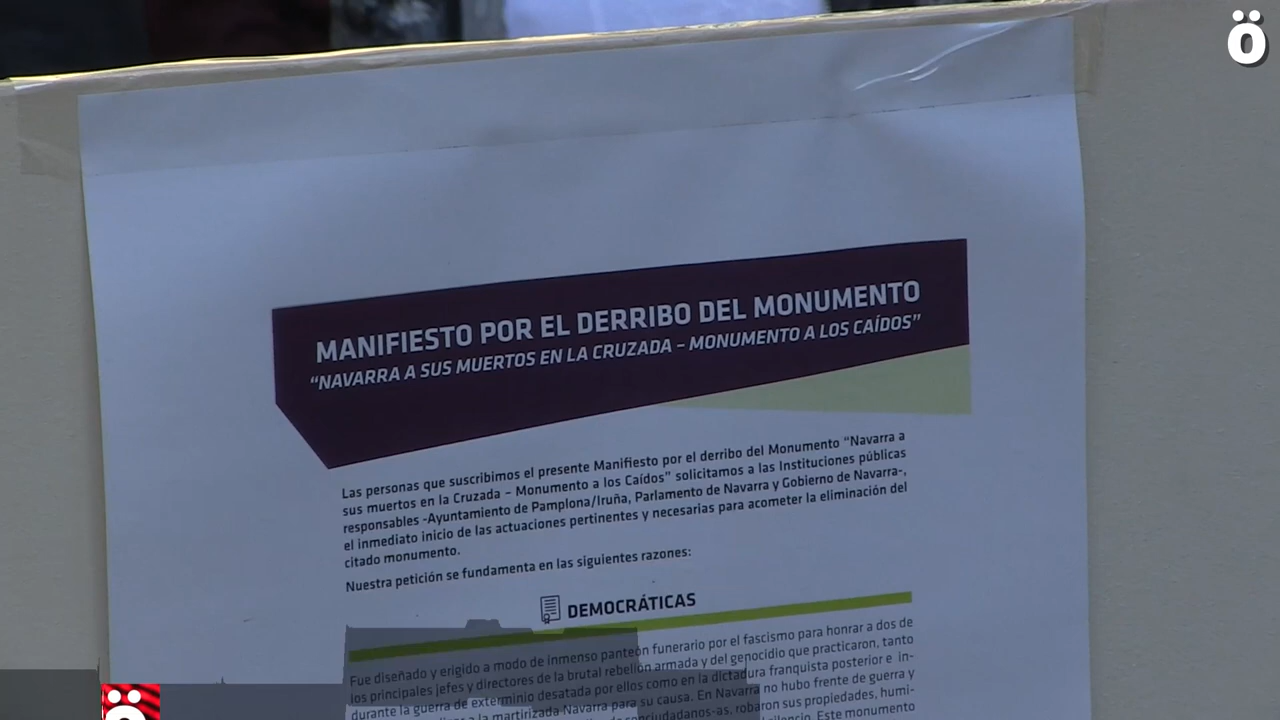 ö
MANIFIESTO POR EL DERRIBO DEL MONUMENTO
“NAVARRA A SUS MUERTOS EN LA CRUZADA – MONUMENTO A LOS CAÍDOS”
Las personas que suscribimos el presente Manifiesto por el derribo del Monumento “Navarra a
sus muertos en la Cruzada – Monumento a los Caídos” solicitamos a las Instituciones públicas
responsables -Ayuntamiento de Pamplona/Iruña, Parlamento de Navarra y Gobierno de Navarra-,
el inmediato inicio de las actuaciones pertinentes y necesarias para acometer la eliminación del
citado monumento.
Nuestra petición se fundamenta en las siguientes razones:
DEMOCRÁTICAS
Fue diseñado y erigido a modo de inmenso panteón funerario por el fascismo para honrar a dos de
los principales jefes y directores de la brutal rebelión armada y del genocidio que practicaron, tanto
durante la guerra de exterminio desatada por ellos como en la dictadura franquista posterior e in-
a la martirizada Navarra para su causa. En Navarra no hubo frente de guerra y
conciudadanos-as, robaron sus propiedades, humi-
silencio. Este monumento
ö